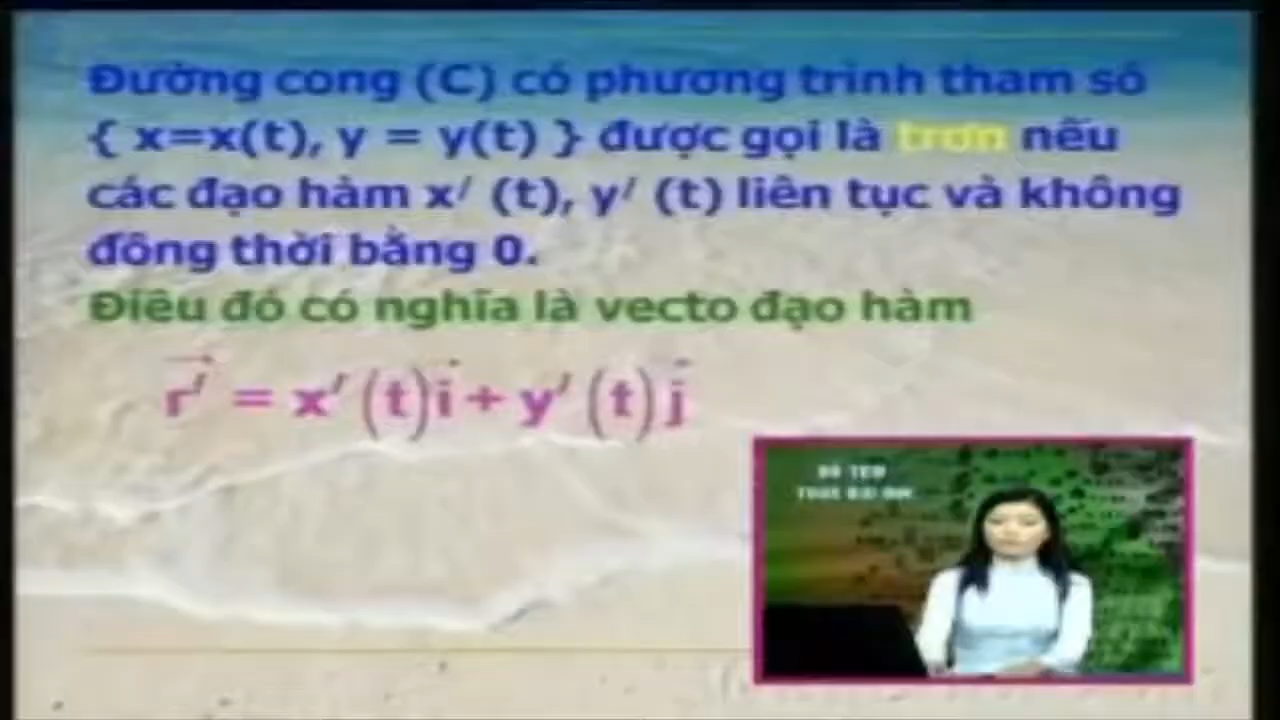 Đường cong (C) có phương trình tham số
{ x=x(t), y = y(t) } được gọi là trơn nếu
các đạo hàm x′ (t), y′ (t) liên tục và không
đồng thời bằng 0.
Điều đó có nghĩa là vecto đạo hàm
r′ = x′(t)i + y′(t)j